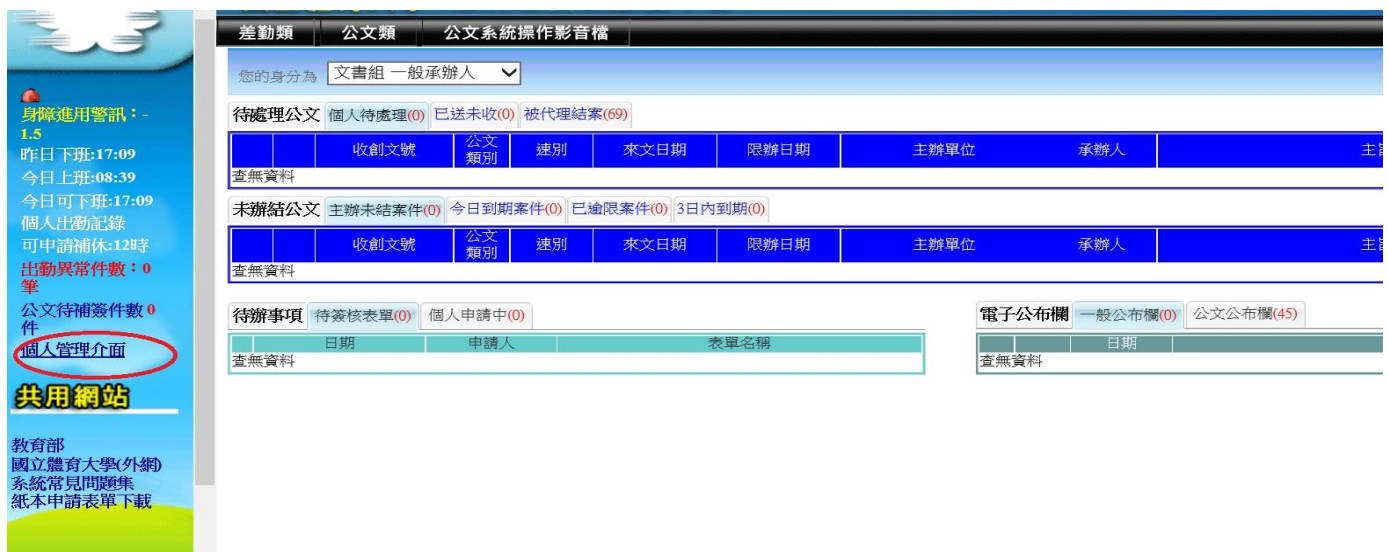 差勤類 公文類 公文系統操作影音檔
您的身分為 文書組 一般承辦人
身障進用警訊：-
1.5
昨日下班:17:09
今日上班:08:39
今日可下班:17:09
個人出勤記錄
可申請補休:12時
出勤異常件數：0
筆
公文待補簽件數 0
件
個人管理介面
共用網站
教育部
國立體育大學(外網)
系統常見問題集
紙本申請表單下載
待處理公文 個人待處理(0) 已送未收(0) 被代理結案(69)
收創文號 公文類別 速別 來文日期 限辦日期 主辦單位 承辦人 主
查無資料
未辦結公文 主辦未結案件(0) 今日到期案件(0) 已逾限案件(0) 3日內到期(0)
收創文號 公文類別 速別 來文日期 限辦日期 主辦單位 承辦人 主
查無資料
待辦事項 待簽核表單(0) 個人申請中(0)
日期 申請人 表單名稱
查無資料
電子公布欄 一般公布欄(0) 公文公布欄(45)
日期
查無資料